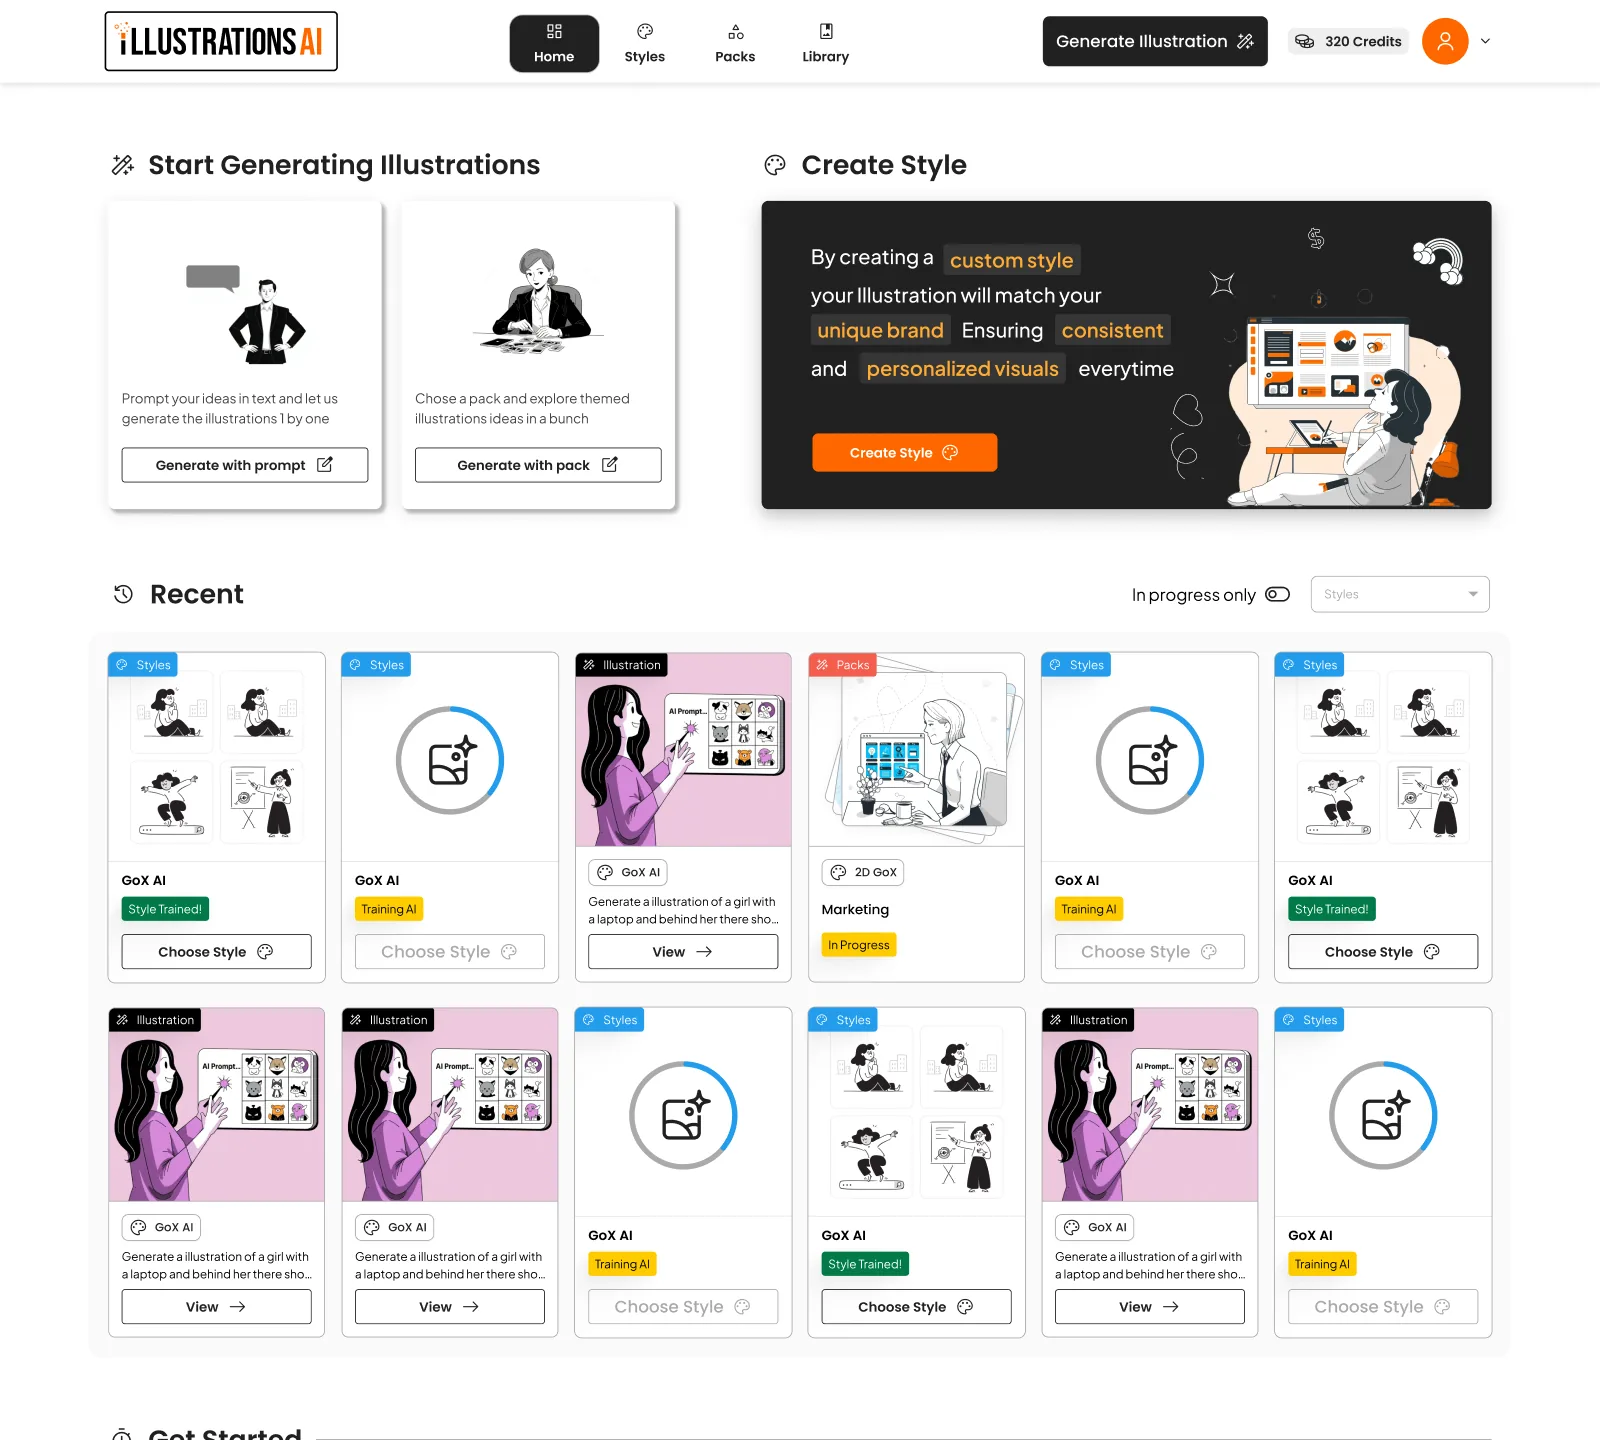 iLLUSTRATIONS AI
Home
Styles
Packs
Library
Generate Illustration
320 Credits
Start Generating Illustrations
Create Style
Prompt your ideas in text and let us
generate the illustrations 1 by one
Generate with prompt
Chose a pack and explore themed
illustrations ideas in a bunch
Generate with pack
By creating a custom style
your Illustration will match your
unique brand Ensuring consistent
and personalized visuals everytime
Create Style
Recent
In progress only
Styles
Styles
GoX AI
Style Trained!
Choose Style
Styles
GoX AI
Training AI
Choose Style
Illustration
AI Prompt...
GoX AI
Generate a illustration of a girl with
a laptop and behind her there sho...
View
Packs
2D GoX
Marketing
In Progress
Styles
GoX AI
Training AI
Choose Style
Styles
GoX AI
Style Trained!
Choose Style
Illustration
AI Prompt...
GoX AI
Generate a illustration of a girl with
a laptop and behind her there sho...
View
Illustration
AI Prompt...
GoX AI
Generate a illustration of a girl with
a laptop and behind her there sho...
View
Styles
GoX AI
Training AI
Choose Style
Styles
GoX AI
Style Trained!
Choose Style
Illustration
AI Prompt...
GoX AI
Generate a illustration of a girl with
a laptop and behind her there sho...
View
Styles
GoX AI
Training AI
Choose Style
Get Started